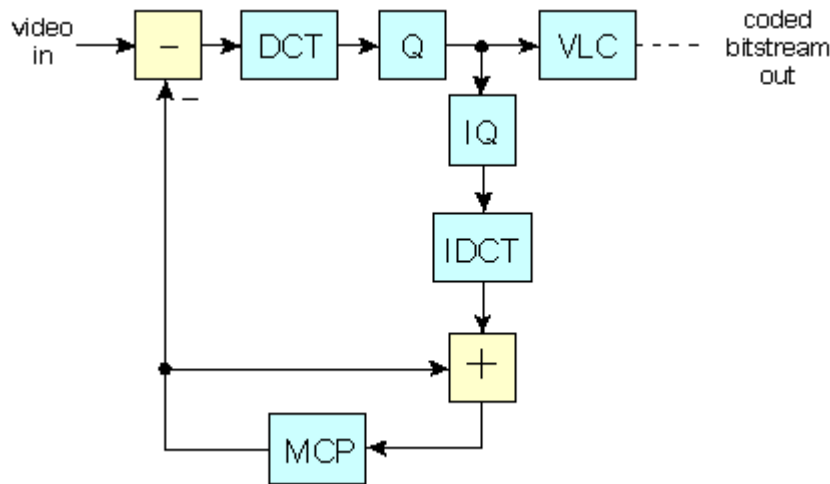 video
in
−
DCT
Q
VLC
coded
bitstream
out
−
IQ
IDCT
+
MCP